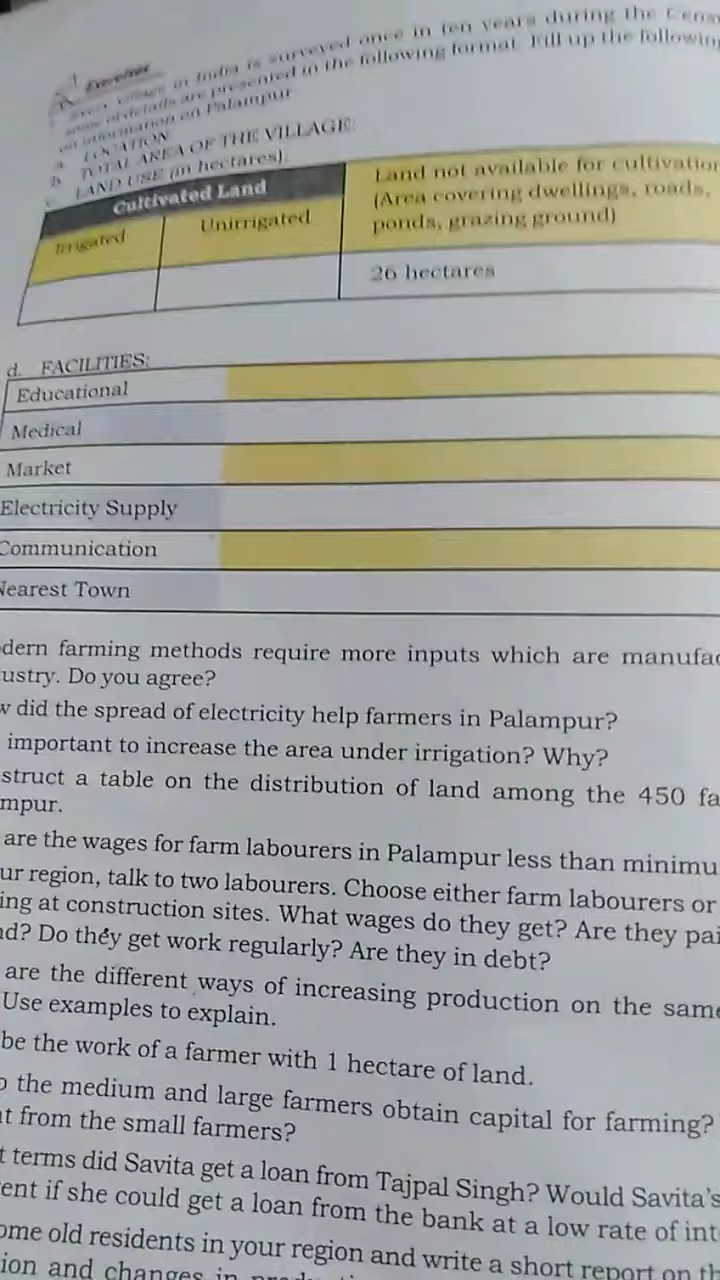 Exercises
Every village in India is surveyed once in ten years during the Cens
some of details are presented in the following format. Fill up the following
on information on Palampur
a. LOCATION:
b. TOTAL AREA OF THE VILLAGE:
c. LAND USE (in hectares):
Cultivated Land
Land not available for cultivation
(Area covering dwellings, roads,
ponds, grazing ground)
Irrigated
Unirrigated
26 hectares
d. FACILITIES:
Educational
Medical
Market
Electricity Supply
Communication
Nearest Town
dern farming methods require more inputs which are manufac
ustry. Do you agree?
w did the spread of electricity help farmers in Palampur?
important to increase the area under irrigation? Why?
struct a table on the distribution of land among the 450 fa
mpur.
are the wages for farm labourers in Palampur less than minimu
ur region, talk to two labourers. Choose either farm labourers or
ing at construction sites. What wages do they get? Are they pai
nd? Do they get work regularly? Are they in debt?
are the different ways of increasing production on the same
Use examples to explain.
be the work of a farmer with 1 hectare of land.
o the medium and large farmers obtain capital for farming?
nt from the small farmers?
t terms did Savita get a loan from Tajpal Singh? Would Savita's
ent if she could get a loan from the bank at a low rate of int
ome old residents in your region and write a short report on th
ion and changes in